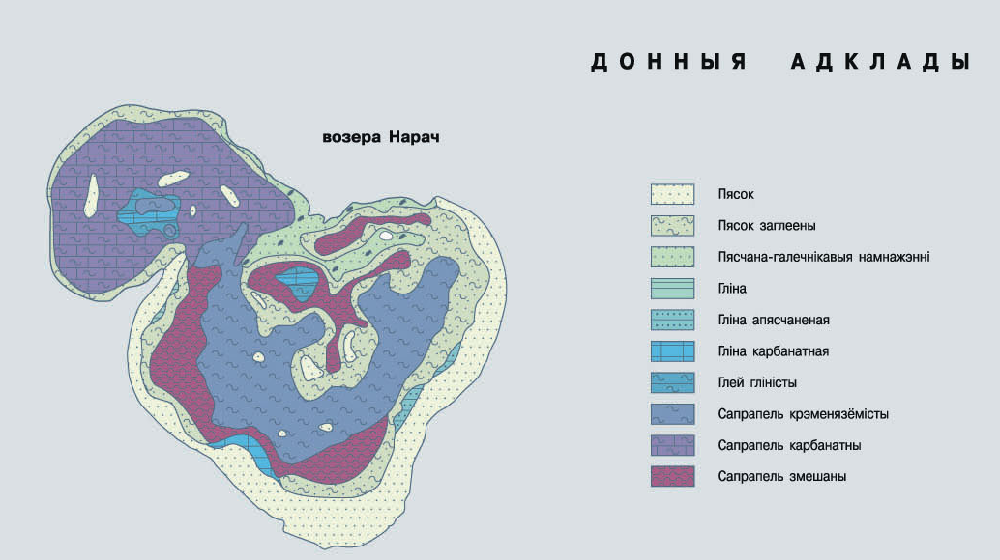 ДОННЫЯ АДКЛАДЫ
возера Нарач
Пясок
Пясок заглеены
Пясчана-галечнікавыя намнажэнні
Гліна
Гліна апясчаненая
Гліна карбанатная
Глей гліністы
Сапрапель крэменязёмісты
Сапрапель карбанатны
Сапрапель змешаны